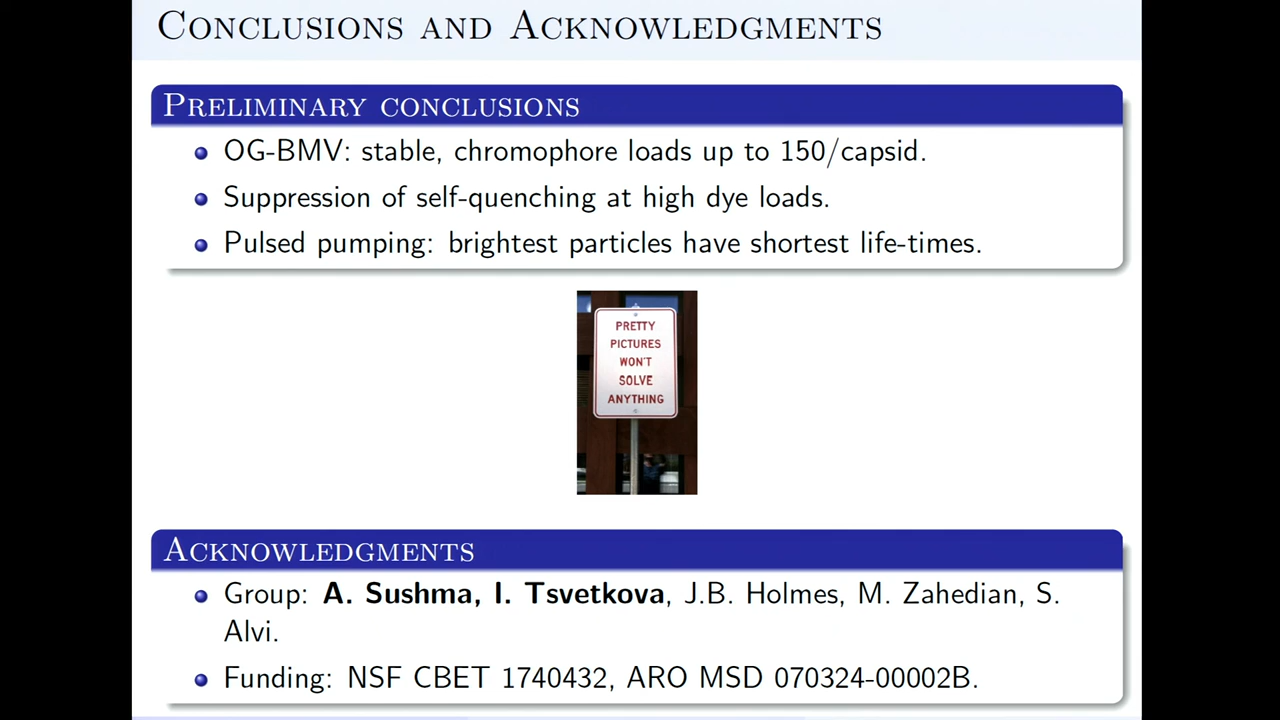 Conclusions and Acknowledgments
Preliminary conclusions
OG-BMV: stable, chromophore loads up to 150/capsid.
Suppression of self-quenching at high dye loads.
Pulsed pumping: brightest particles have shortest life-times.
PRETTY
PICTURES
WON'T
SOLVE
ANYTHING
Acknowledgments
Group: A. Sushma, I. Tsvetkova, J.B. Holmes, M. Zahedian, S.
Alvi.
Funding: NSF CBET 1740432, ARO MSD 070324-00002B.